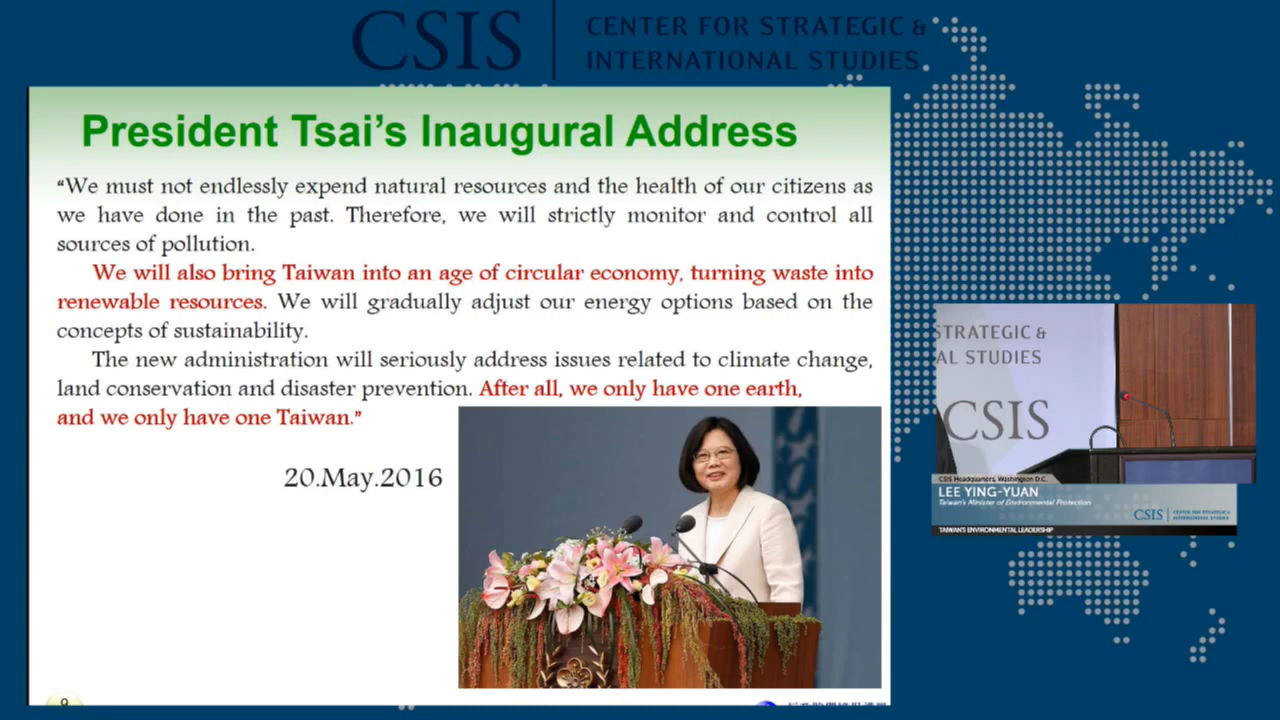 CSIS
CENTER FOR STRATEGIC &
INTERNATIONAL STUDIES
President Tsai's Inaugural Address
“We must not endlessly expend natural resources and the health of our citizens as
we have done in the past. Therefore, we will strictly monitor and control all
sources of pollution.
We will also bring Taiwan into an age of circular economy, turning waste into
renewable resources. We will gradually adjust our energy options based on the
concepts of sustainability.
The new administration will seriously address issues related to climate change,
land conservation and disaster prevention. After all, we only have one earth,
and we only have one Taiwan.”
20.May.2016
STRATEGIC &
AL STUDIES
CSIS
CSIS Headquarters, Washington D.C.
LEE YING-YUAN
Taiwan's Minister of Environmental Protection
CSIS
CENTER FOR STRATEGIC &
INTERNATIONAL STUDIES
TAIWAN'S ENVIRONMENTAL LEADERSHIP